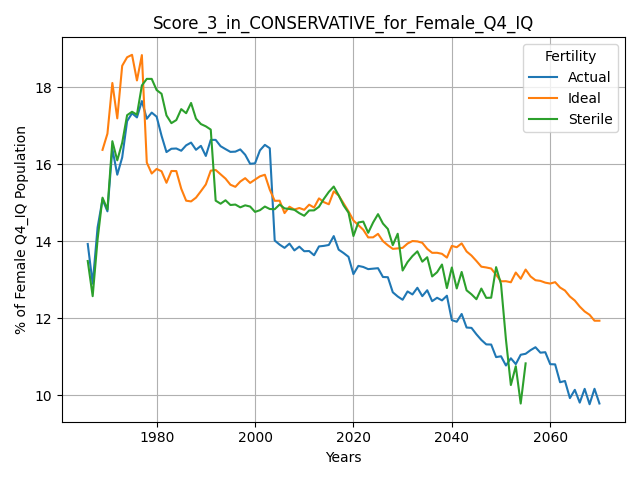 Score_3_in_CONSERVATIVE_for_Female_Q4_IQ
% of Female Q4_IQ Population
18
16
14
12
10
Fertility
Actual
Ideal
Sterile
1980
2000
2020
2040
2060
Years